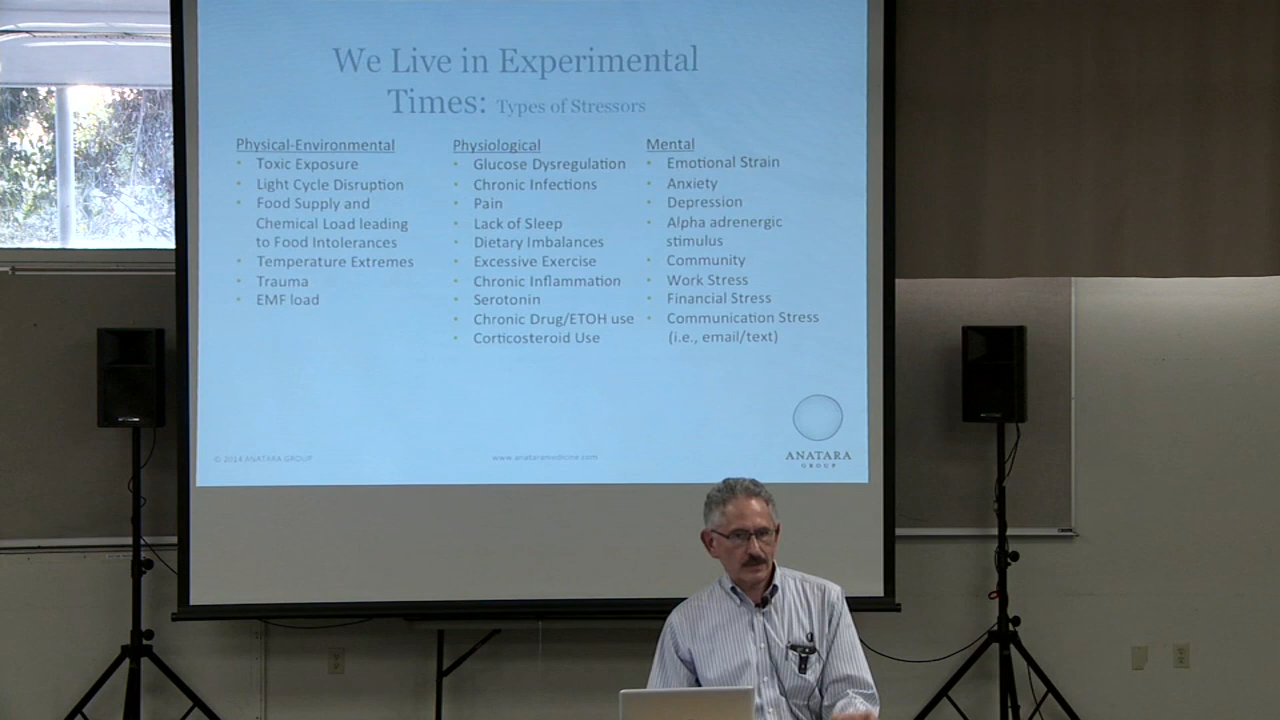 We Live in Experimental
Times: Types of Stressors
Physical-Environmental
• Toxic Exposure
• Light Cycle Disruption
• Food Supply and
Chemical Load leading
to Food Intolerances
• Temperature Extremes
• Trauma
• EMF load
Physiological
• Glucose Dysregulation
• Chronic Infections
• Pain
• Lack of Sleep
• Dietary Imbalances
• Excessive Exercise
• Chronic Inflammation
• Serotonin
• Chronic Drug/ETOH use
• Corticosteroid Use
Mental
• Emotional Strain
• Anxiety
• Depression
• Alpha adrenergic
stimulus
• Community
• Work Stress
• Financial Stress
• Communication Stress
(i.e., email/text)
© 2014 ANATARA GROUP
www.anataramedicine.com
ANATARA
GROUP